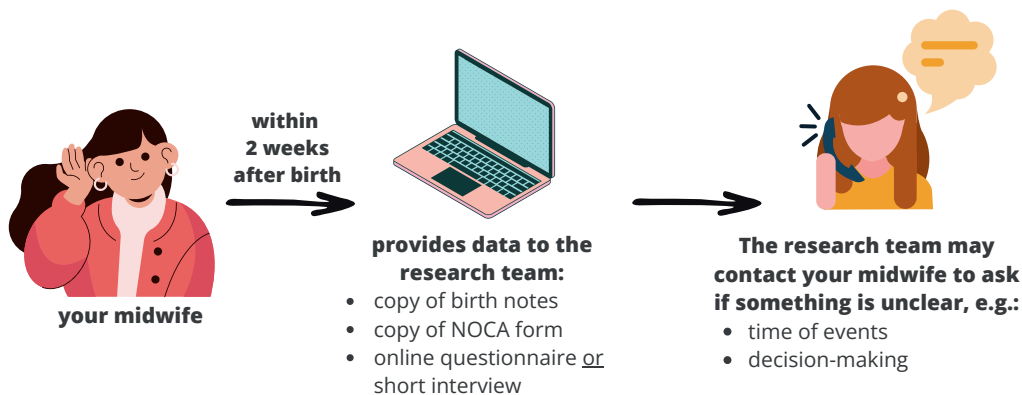 within
2 weeks
after birth
your midwife
provides data to the
research team:
• copy of birth notes
• copy of NOCA form
• online questionnaire or
short interview
The research team may
contact your midwife to ask
if something is unclear, e.g.:
• time of events
• decision-making